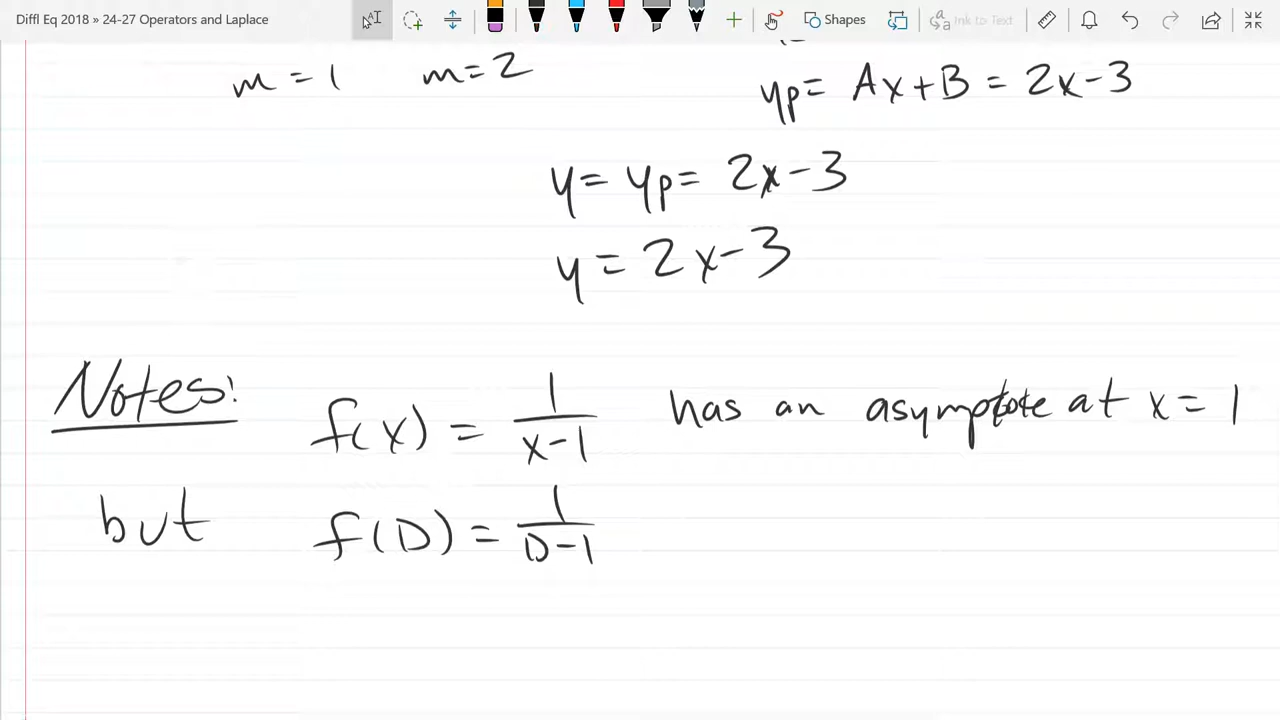 Diffl Eq 2018 » 24-27 Operators and Laplace Shapes Ink to Text
m = 1 m = 2
yp = Ax+B = 2x-3
y = yp = 2x-3
y = 2x-3
Notes: f(x) = 1/(x-1) has an asymptote at x = 1
but f(D) = 1/(D-1)